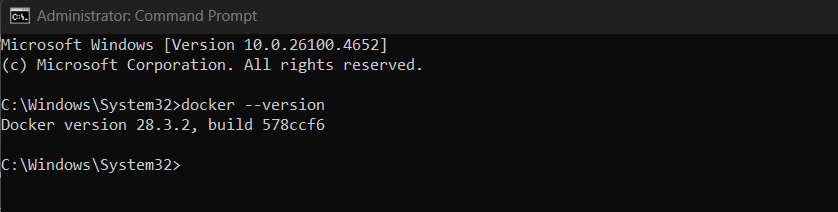 Administrator: Command Prompt
Microsoft Windows [Version 10.0.26100.4652]
(c) Microsoft Corporation. All rights reserved.
C:\Windows\System32>docker --version
Docker version 28.3.2, build 578ccf6
C:\Windows\System32>